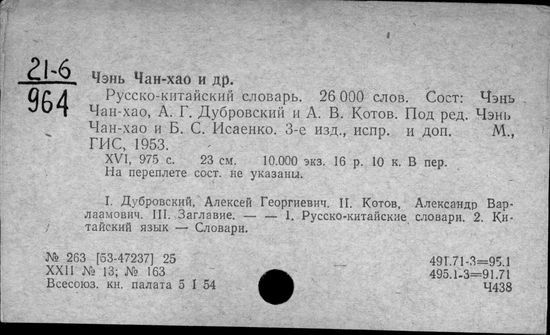 21-6
964
Чэнь Чан-хао и др.
Русско-китайский словарь. 26 000 слов. Сост: Чэнь
Чан-хао, А. Г. Дубровский и А. В. Котов. Под ред. Чэнь
Чан-хао и Б. С. Исаенко. 3-е изд., испр. и доп. М.,
ГИС, 1953.
XVI, 975 с. 23 см. 10.000 экз. 16 р. 10 к. В пер.
На переплете сост. не указаны.
I. Дубровский, Алексей Георгиевич. II. Котов, Александр Вар-
лаамович. III. Заглавие. — — 1. Русско-китайские словари. 2. Ки-
тайский язык — Словари.
№ 263 [53-47237] 25
XXII № 13; № 163
Всесоюз. кн. палата 5 I 54
491.71-3=95.1
495.1-3=91.71
Ч438